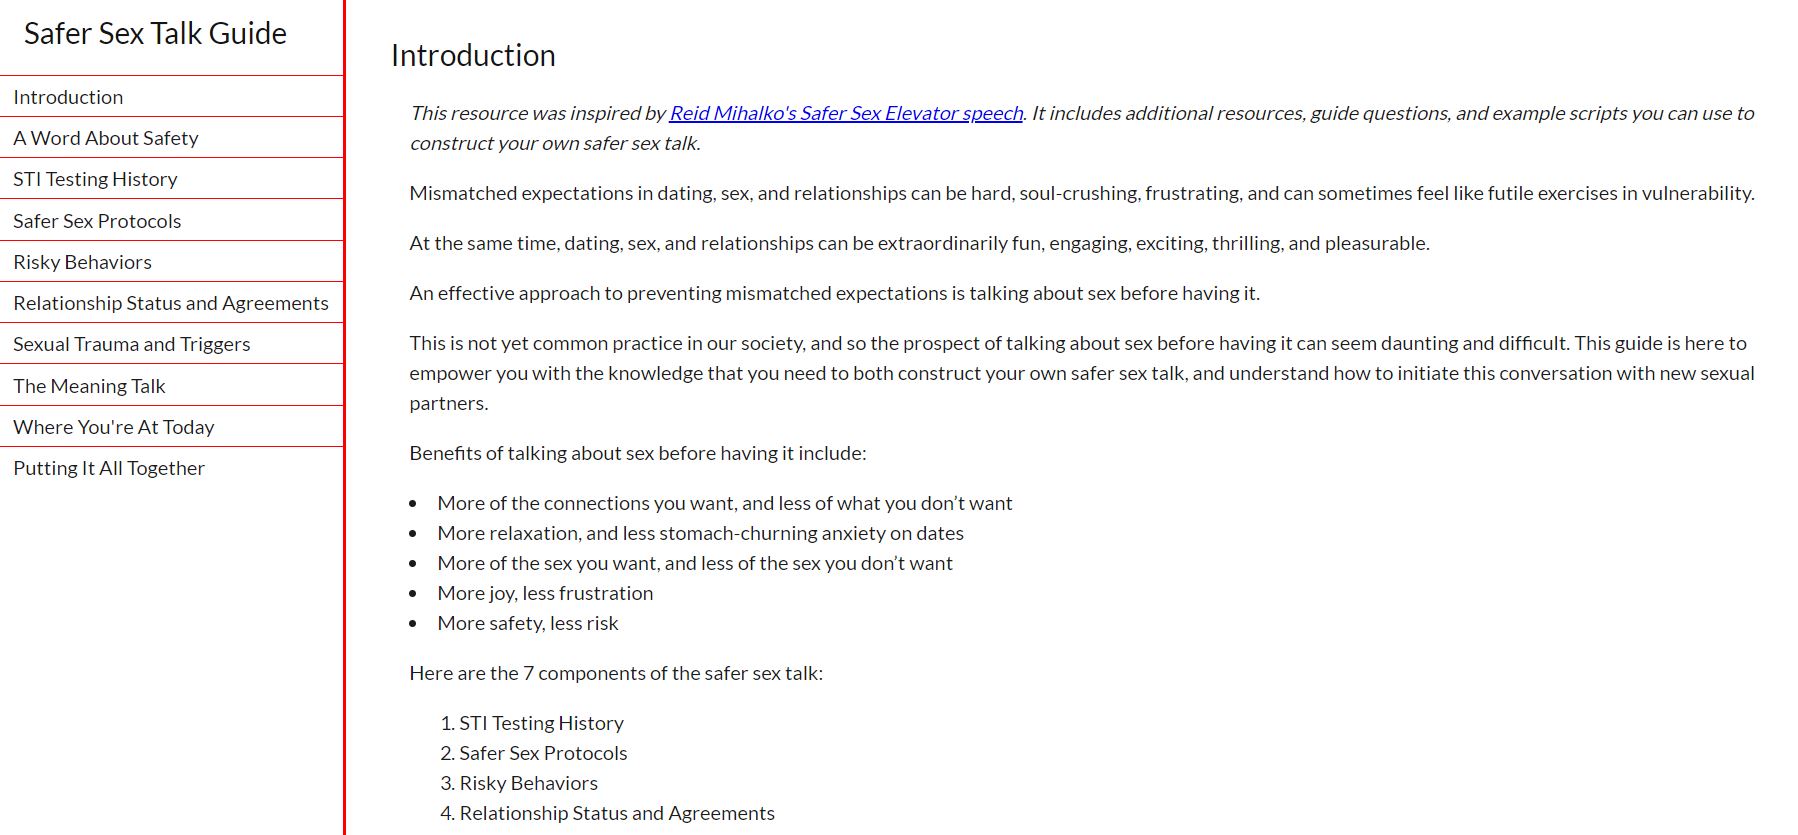 Safer Sex Talk Guide
Introduction
A Word About Safety
STI Testing History
Safer Sex Protocols
Risky Behaviors
Relationship Status and Agreements
Sexual Trauma and Triggers
The Meaning Talk
Where You're At Today
Putting It All Together
Introduction
This resource was inspired by Reid Mihalko's Safer Sex Elevator speech. It includes additional resources, guide questions, and example scripts you can use to
construct your own safer sex talk.
Mismatched expectations in dating, sex, and relationships can be hard, soul-crushing, frustrating, and can sometimes feel like futile exercises in vulnerability.
At the same time, dating, sex, and relationships can be extraordinarily fun, engaging, exciting, thrilling, and pleasurable.
An effective approach to preventing mismatched expectations is talking about sex before having it.
This is not yet common practice in our society, and so the prospect of talking about sex before having it can seem daunting and difficult. This guide is here to
empower you with the knowledge that you need to both construct your own safer sex talk, and understand how to initiate this conversation with new sexual
partners.
Benefits of talking about sex before having it include:
• More of the connections you want, and less of what you don’t want
• More relaxation, and less stomach-churning anxiety on dates
• More of the sex you want, and less of the sex you don’t want
• More joy, less frustration
• More safety, less risk
Here are the 7 components of the safer sex talk:
1. STI Testing History
2. Safer Sex Protocols
3. Risky Behaviors
4. Relationship Status and Agreements